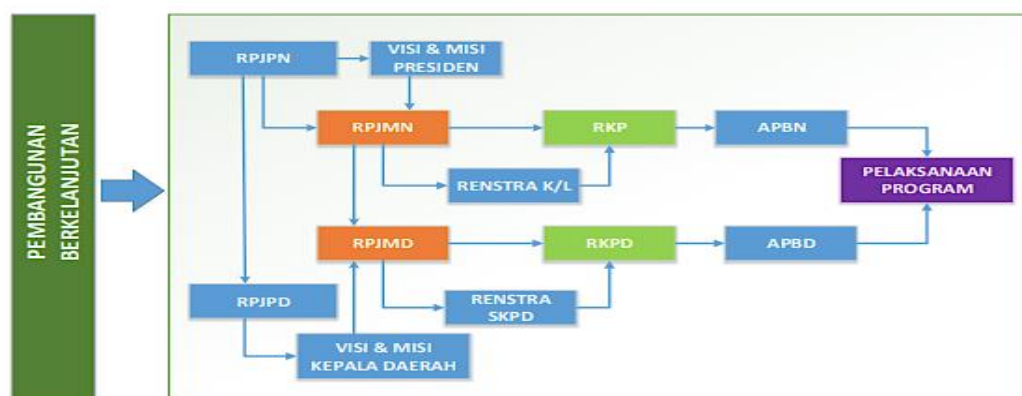 PEMBANGUNAN
BERKELANJUTAN
RPJPN
VISI & MISI
PRESIDEN
RPJMN
RKP
APBN
RENSTRA K/L
PELAKSANAAN
PROGRAM
RPJMD
RKPD
APBD
RPJPD
RENSTRA
SKPD
VISI & MISI
KEPALA DAERAH